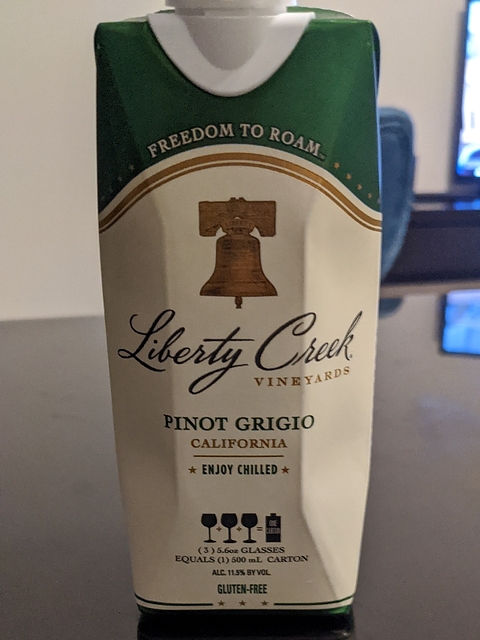 FREEDOM TO ROAM
Liberty Creek
VINEYARDS
PINOT GRIGIO
CALIFORNIA
ENJOY CHILLED
(3) 5.6oz GLASSES
EQUALS (1) 500 mL CARTON
ALC. 11.5% BY VOL.
GLUTEN-FREE